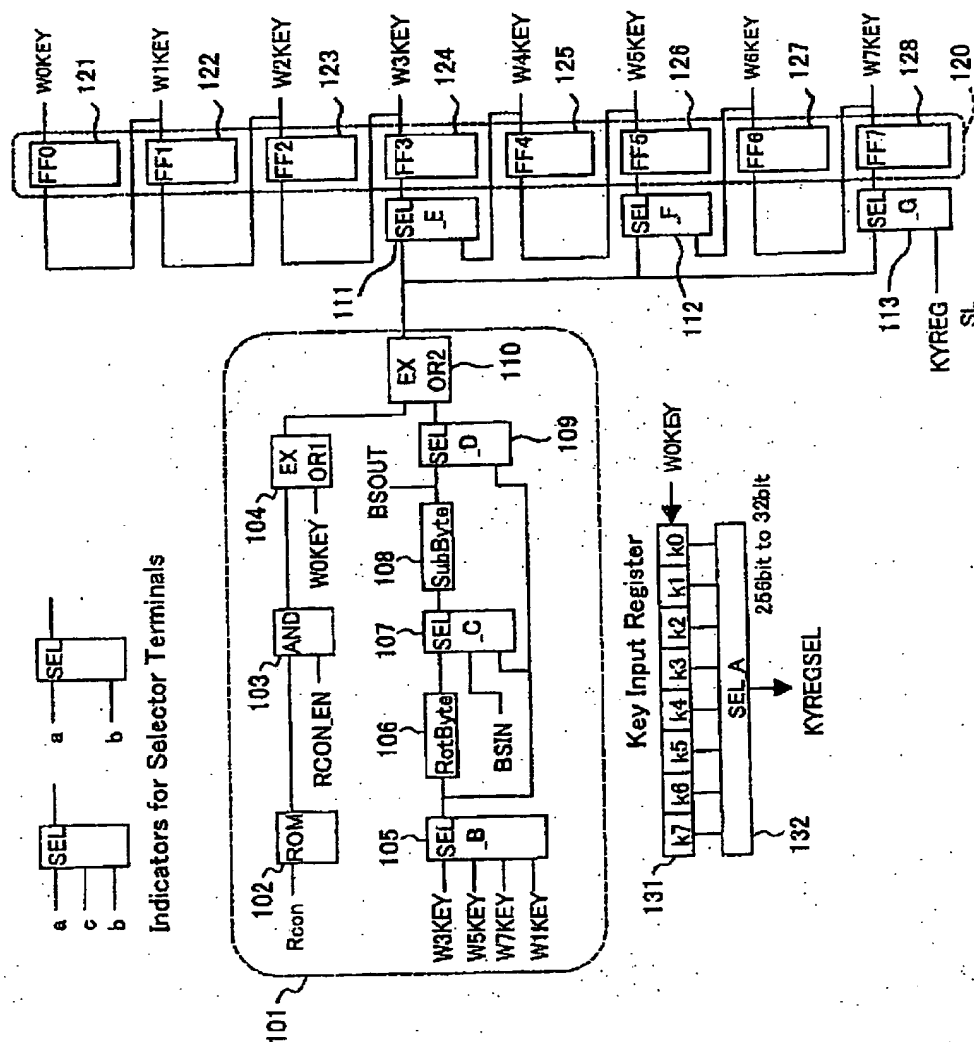 W0KEY
121
FF0
W1KEY
122
FF1
W2KEY
123
FF2
W3KEY
124
FF3
W4KEY
125
FF4
W5KEY
126
FF5
W6KEY
127
FF6
W7KEY
128
FF7
120
SEL
_E
111
SEL
_F
112
SEL
_G
113
KYREG
a
SEL
c
b
a
SEL
b
Indicators for Selector Terminals
101
Rcon
102
ROM
103
AND
RCON_EN
104
EX
OR1
W0KEY
EX
OR2
110
W3KEY
W5KEY
W7KEY
W1KEY
105
SEL
_B
106
RotByte
BSIN
107
SEL
_C
108
SubByte
BSOUT
SEL
_D
109
Key Input Register
131
k7 k6 k5 k4 k3 k2 k1 k0
W0KEY
SEL_A
132
256bit to 32bit
KYREGSEL